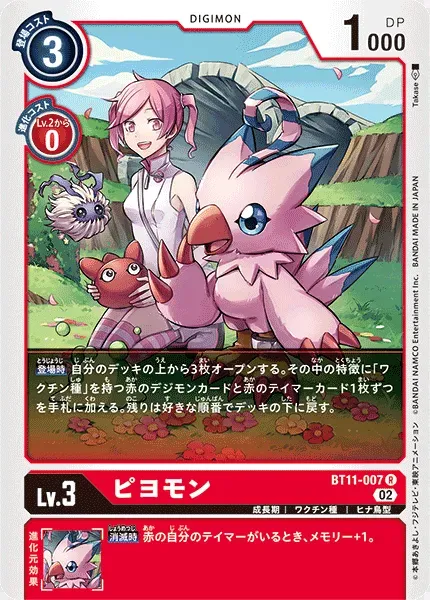 DIGIMON
登場コスト
3
1000
DP
進化コスト
Lv.2から
0
Takase
登場時 自分のデッキの上から3枚オープンする。その中の特徴に「ワ
クチン種」を持つ赤のデジモンカードと赤のテイマーカード1枚ずつ
を手札に加える。残りは好きな順番でデッキの下に戻す。
©本郷あきよし・フジテレビ・東映アニメーション ©BANDAI NAMCO Entertainment Inc. BANDAI MADE IN JAPAN
Lv.3
ピヨモン
BT11-007 R
02
成長期 | ワクチン種 | ヒナ鳥型
進化元効果
消滅時 赤の自分のテイマーがいるとき、メモリー+1。